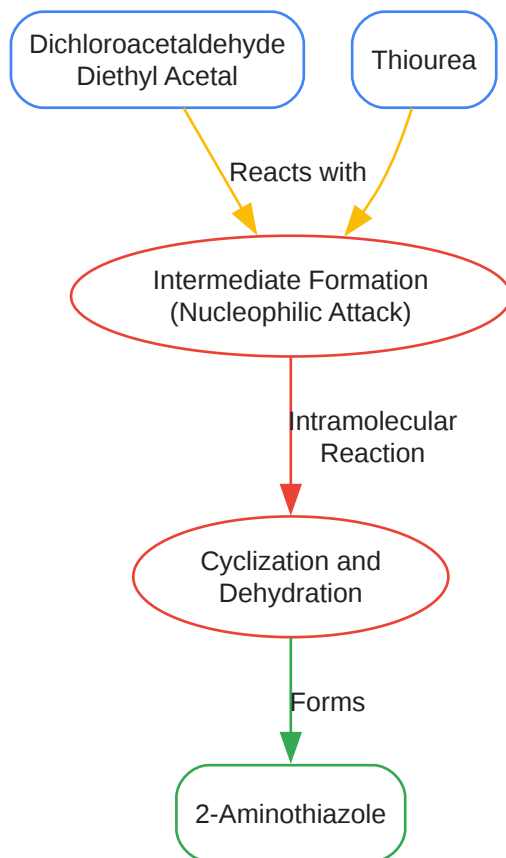 Dichloroacetaldehyde
Diethyl Acetal
Thiourea
Reacts with
Intermediate Formation
(Nucleophilic Attack)
Intramolecular
Reaction
Cyclization and
Dehydration
Forms
2-Aminothiazole